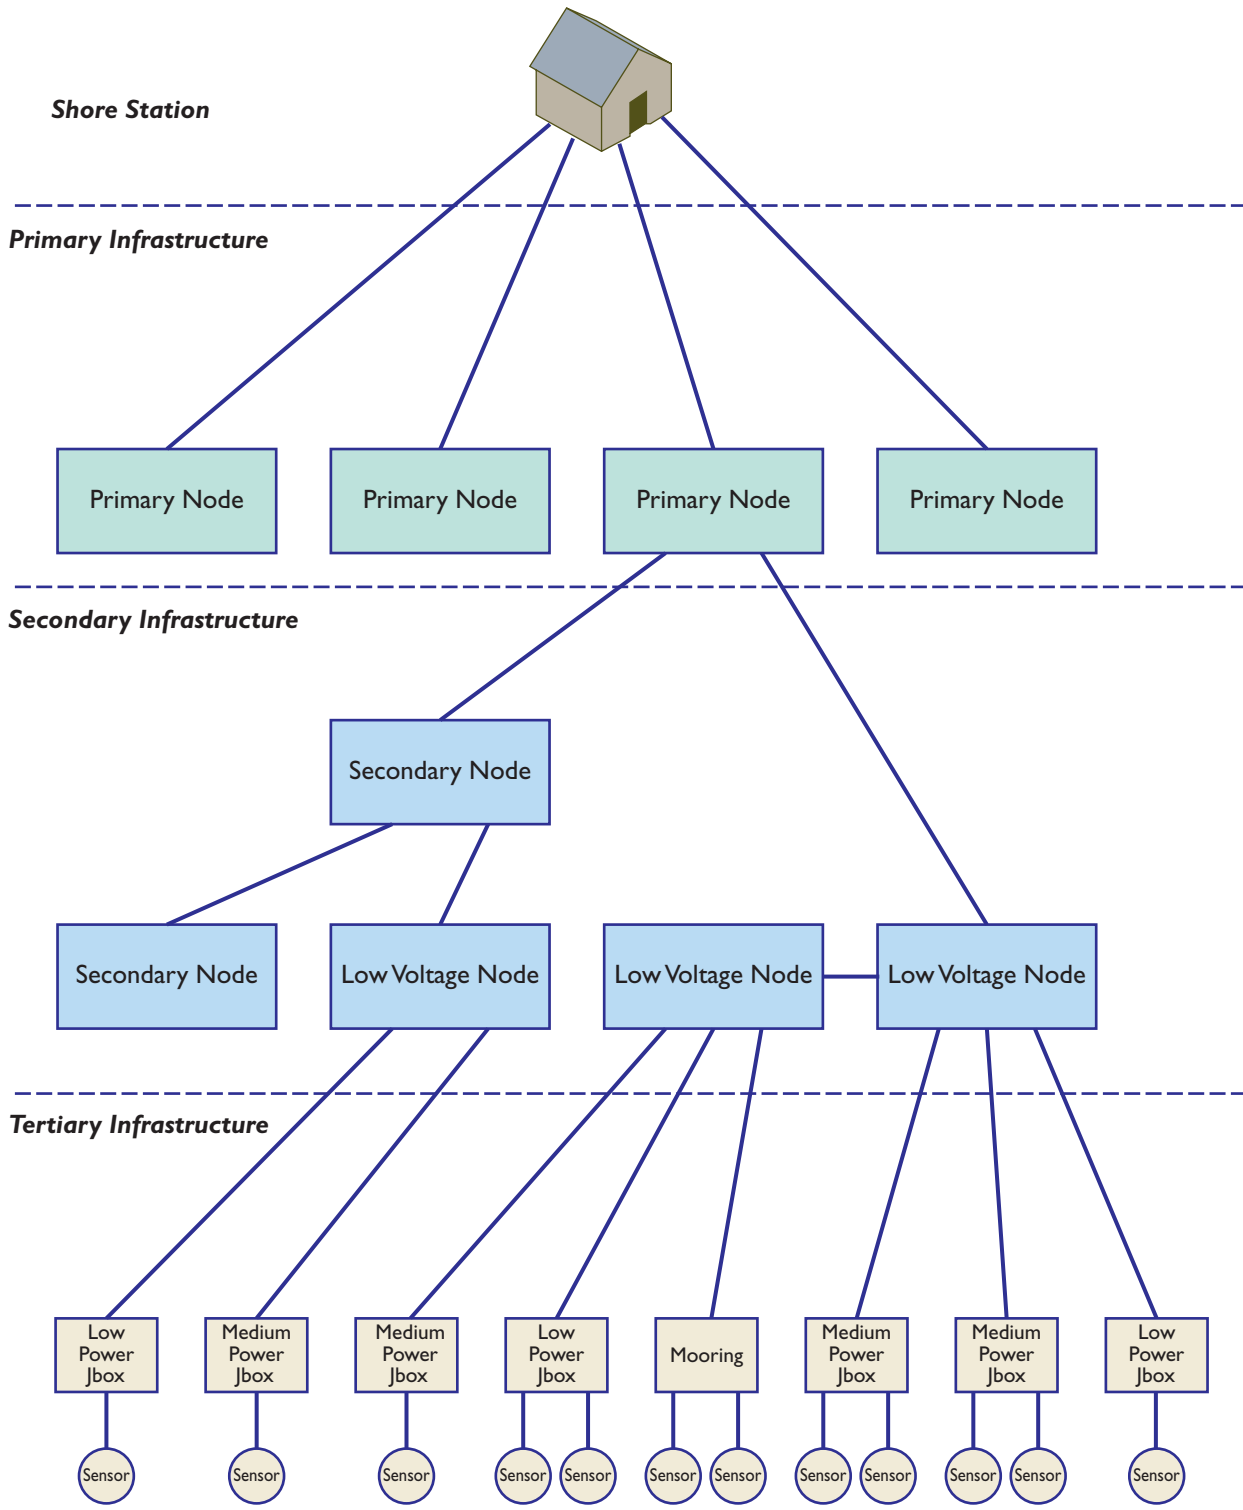 Shore Station
Primary Infrastructure
Primary Node
Primary Node
Primary Node
Primary Node
Secondary Infrastructure
Secondary Node
Secondary Node
Low Voltage Node
Low Voltage Node
Low Voltage Node
Tertiary Infrastructure
Low
Power
Jbox
Medium
Power
Jbox
Medium
Power
Jbox
Low
Power
Jbox
Mooring
Medium
Power
Jbox
Medium
Power
Jbox
Low
Power
Jbox
Sensor
Sensor
Sensor
Sensor
Sensor
Sensor
Sensor
Sensor
Sensor
Sensor
Sensor
Sensor